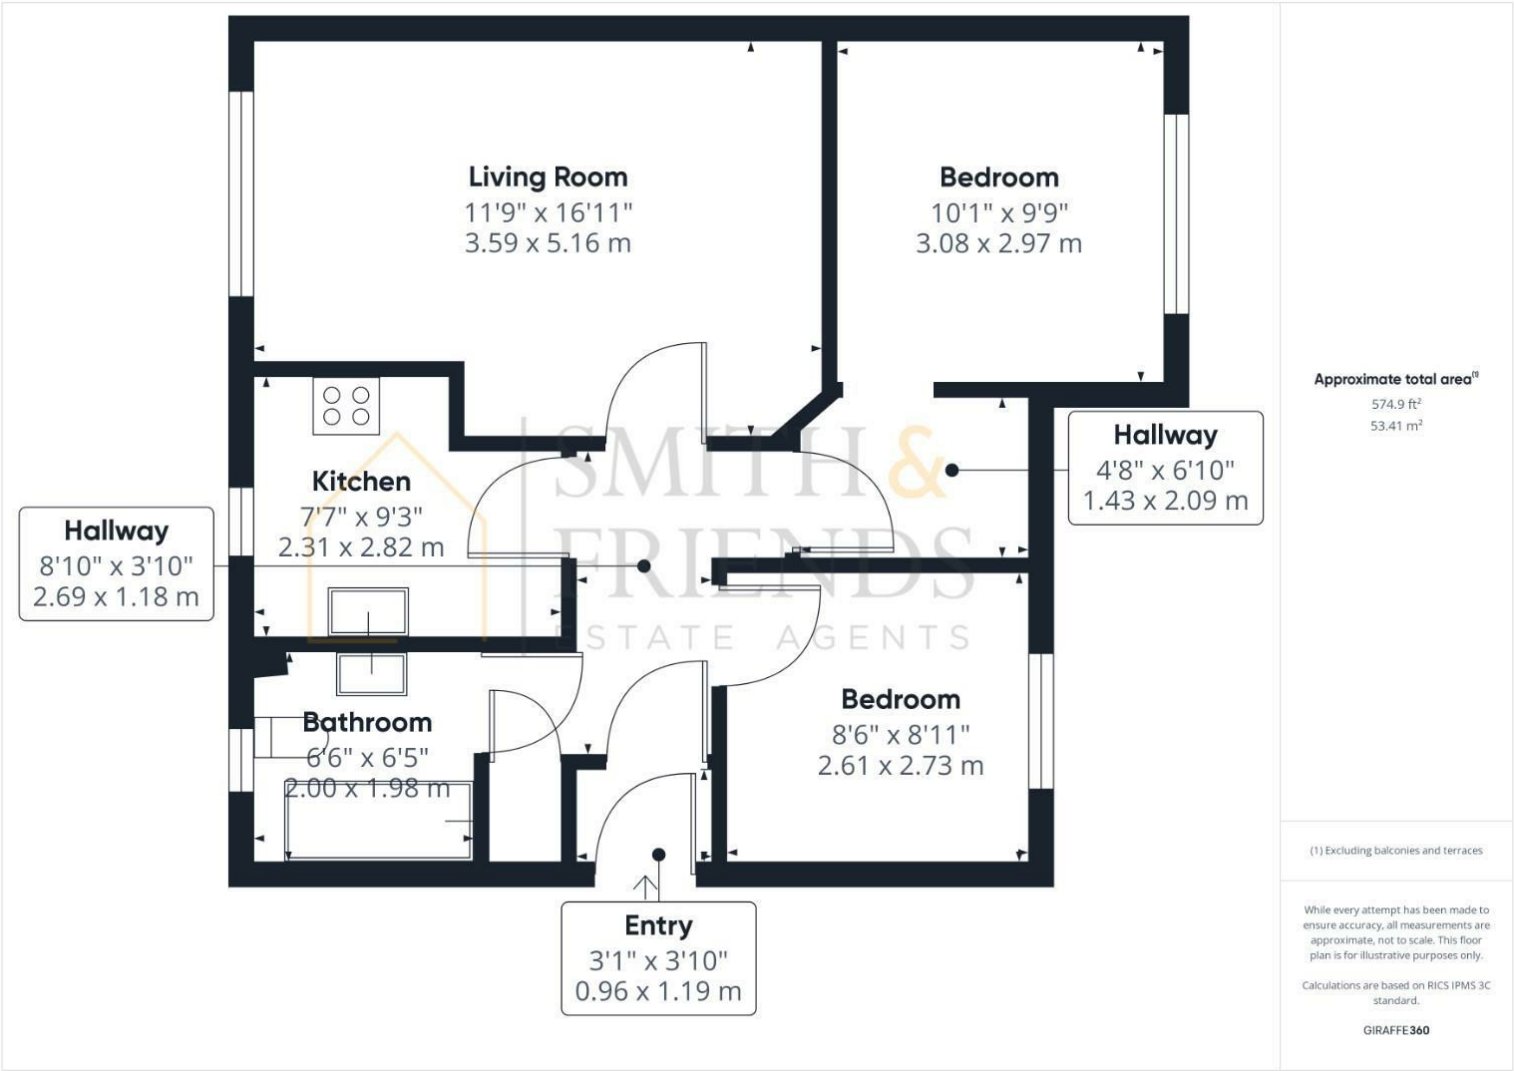 Living Room
11'9" x 16'11"
3.59 x 5.16 m
Bedroom
10'1" x 9'9"
3.08 x 2.97 m
Hallway
4'8" x 6'10"
1.43 x 2.09 m
Kitchen
7'7" x 9'3"
2.31 x 2.82 m
Hallway
8'10" x 3'10"
2.69 x 1.18 m
SMITH &
FRIENDS
ESTATE AGENTS
Bathroom
6'6" x 6'5"
2.00 x 1.98 m
Bedroom
8'6" x 8'11"
2.61 x 2.73 m
Entry
3'1" x 3'10"
0.96 x 1.19 m
Approximate total area(1)
574.9 ft²
53.41 m²
(1) Excluding balconies and terraces
While every attempt has been made to
ensure accuracy, all measurements are
approximate, not to scale. This floor
plan is for illustrative purposes only.
Calculations are based on RICS IPMS 3C
standard.
GIRAFFE360